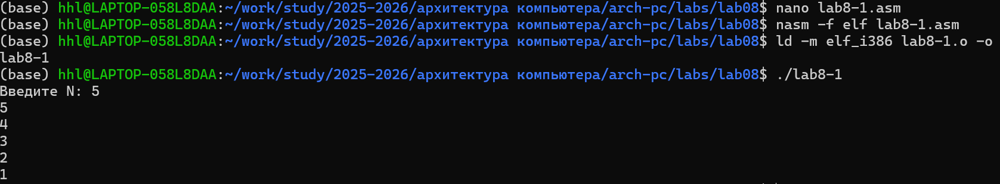 (base) hhl@LAPTOP-058L8DAA:~/work/study/2025-2026/архитектура компьютера/arch-pc/labs/lab08$ nano lab8-1.asm
(base) hhl@LAPTOP-058L8DAA:~/work/study/2025-2026/архитектура компьютера/arch-pc/labs/lab08$ nasm -f elf lab8-1.asm
(base) hhl@LAPTOP-058L8DAA:~/work/study/2025-2026/архитектура компьютера/arch-pc/labs/lab08$ ld -m elf_i386 lab8-1.o -o
lab8-1
(base) hhl@LAPTOP-058L8DAA:~/work/study/2025-2026/архитектура компьютера/arch-pc/labs/lab08$ ./lab8-1
Введите N: 5
5
4
3
2
1